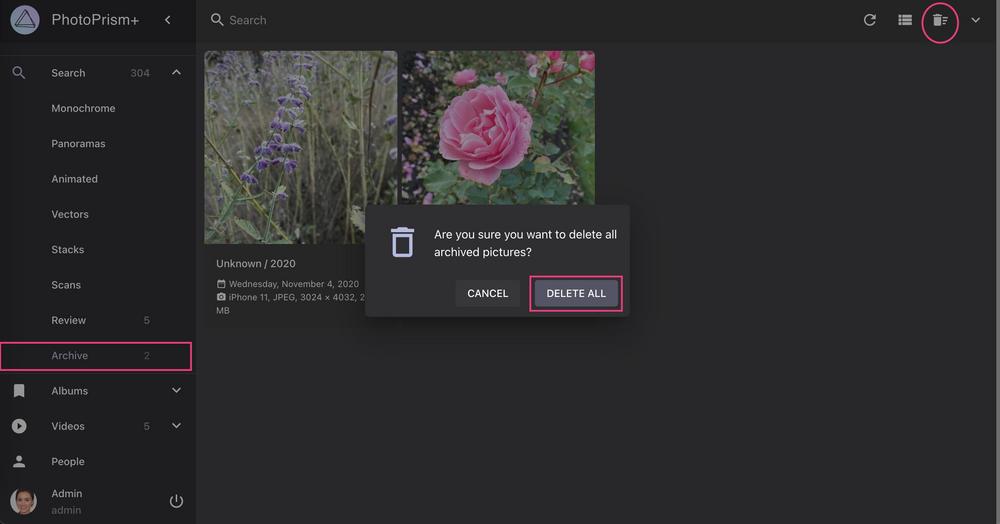 PhotoPrism+
Search
Search 304
Monochrome
Panoramas
Animated
Vectors
Stacks
Scans
Review 5
Archive 2
Albums
Videos 5
People
Admin
admin
Unknown / 2020
Wednesday, November 4, 2020
iPhone 11, JPEG, 3024 × 4032, 2
MB
Are you sure you want to delete all
archived pictures?
CANCEL
DELETE ALL